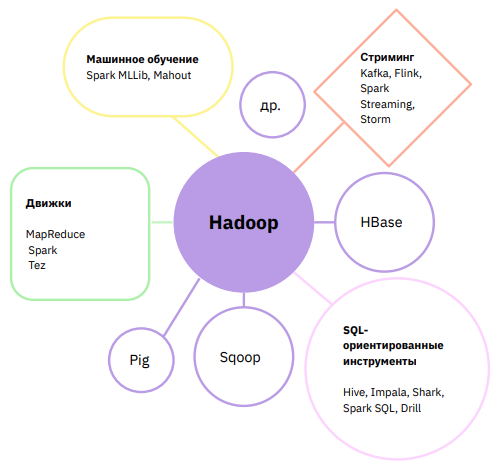 Машинное обучение
Spark MLLib, Mahout
др.
Стриминг
Kafka, Flink,
Spark
Streaming,
Storm
Движки
MapReduce
Spark
Tez
Hadoop
HBase
Pig
Sqoop
SQL-
ориентированные
инструменты
Hive, Impala, Shark,
Spark SQL, Drill